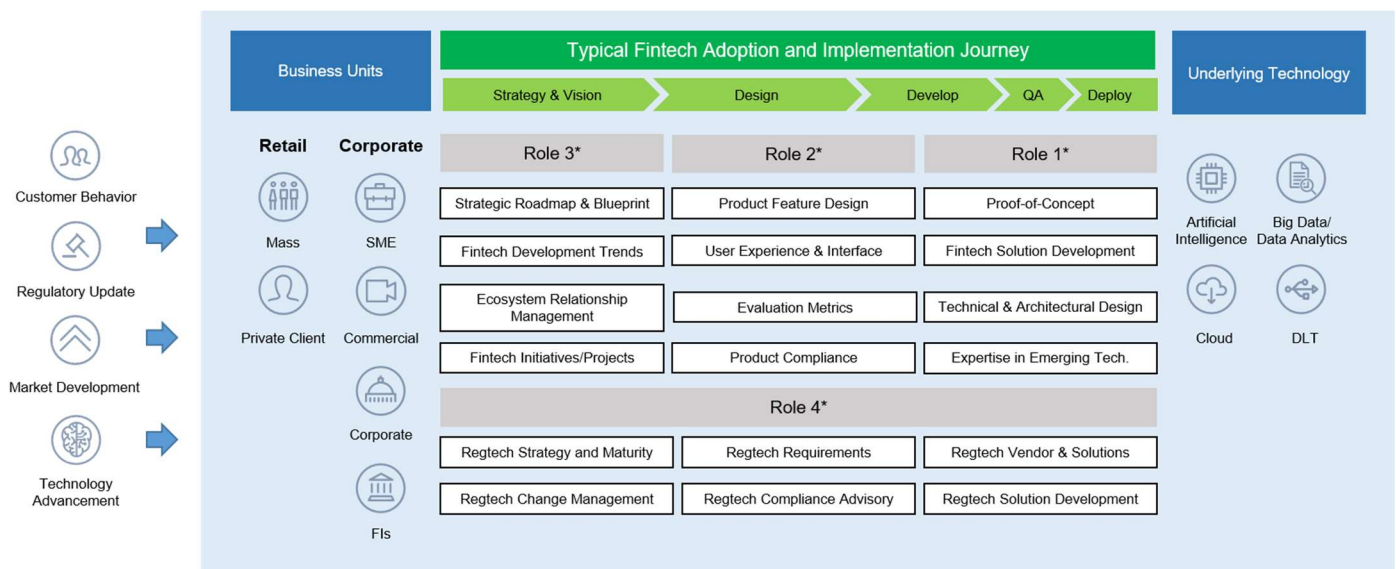 Customer Behavior
Regulatory Update
Market Development
Technology
Advancement
Business Units
Retail
Corporate
Mass
SME
Private Client
Commercial
Corporate
FIs
Typical Fintech Adoption and Implementation Journey
Strategy & Vision
Design
Develop
QA
Deploy
Role 3*
Role 2*
Role 1*
Strategic Roadmap & Blueprint
Product Feature Design
Proof-of-Concept
Fintech Development Trends
User Experience & Interface
Fintech Solution Development
Ecosystem Relationship
Management
Evaluation Metrics
Technical & Architectural Design
Fintech Initiatives/Projects
Product Compliance
Expertise in Emerging Tech.
Role 4*
Regtech Strategy and Maturity
Regtech Requirements
Regtech Vendor & Solutions
Regtech Change Management
Regtech Compliance Advisory
Regtech Solution Development
Underlying Technology
Artificial
Intelligence
Big Data/
Data Analytics
Cloud
DLT